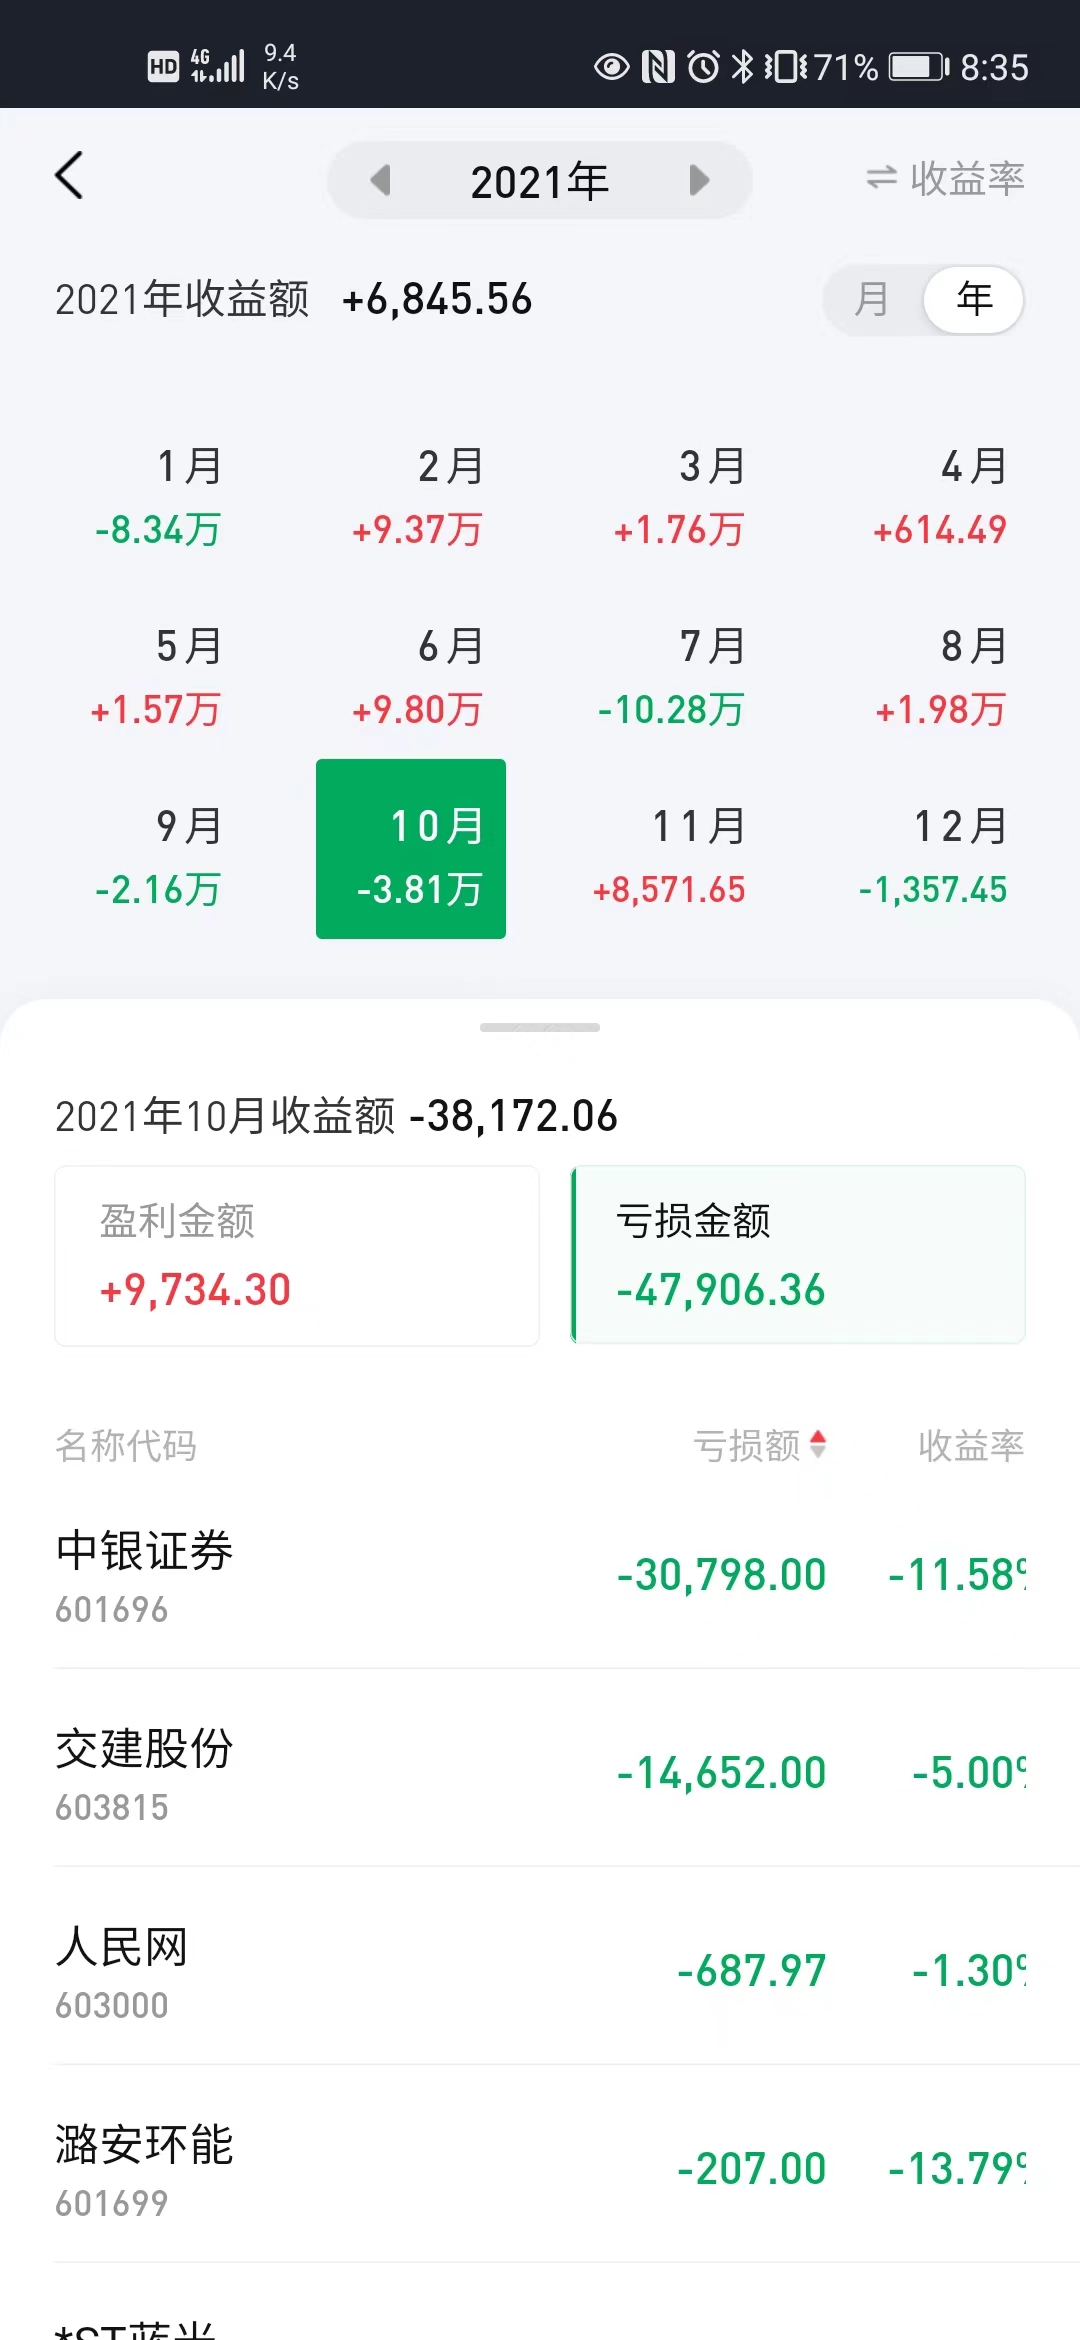 HD 4G 9.4 K/s 71% 8:35
2021年 收益率
2021年收益额 +6,845.56 月 年
1月 2月 3月 4月
-8.34万 +9.37万 +1.76万 +614.49
5月 6月 7月 8月
+1.57万 +9.80万 -10.28万 +1.98万
9月 10月 11月 12月
-2.16万 -3.81万 +8,571.65 -1,357.45
2021年10月收益额 -38,172.06
盈利金额 亏损金额
+9,734.30 -47,906.36
名称代码 亏损额 收益率
中银证券 -30,798.00 -11.58%
601696
交建股份 -14,652.00 -5.00%
603815
人民网 -687.97 -1.30%
603000
潞安环能 -207.00 -13.79%
601699
*ST蓝光